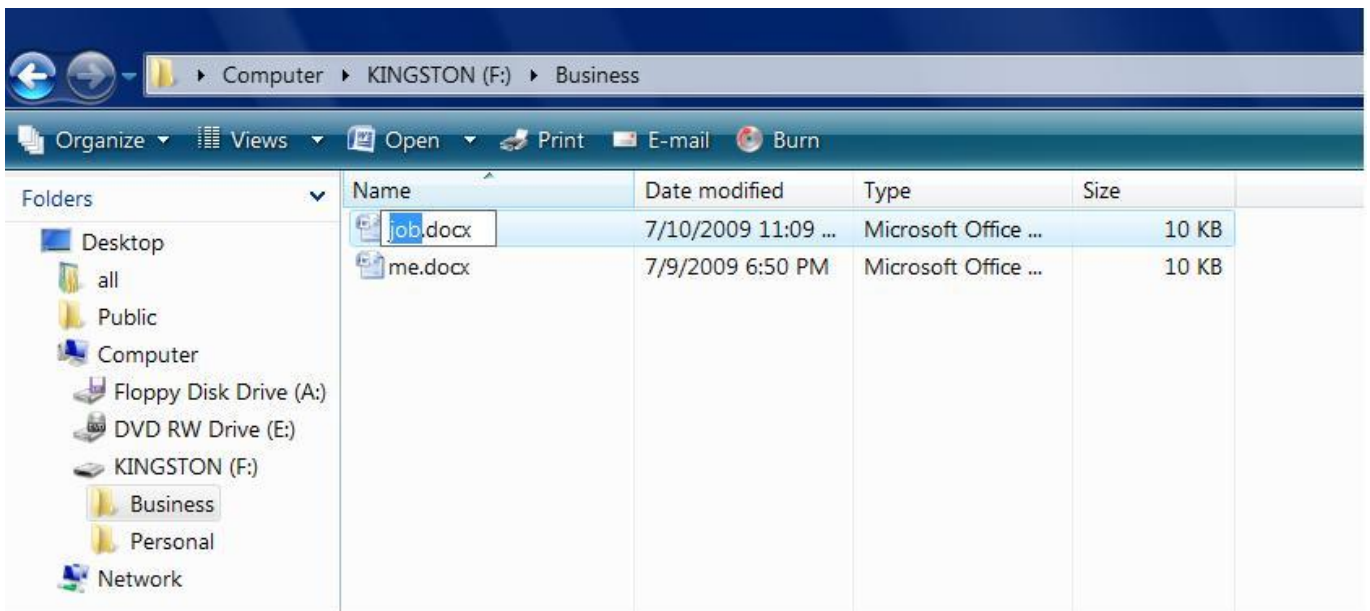 Computer KINGSTON (F:) Business
Organize Views Open Print E-mail Burn
Folders Name Date modified Type Size
job.docx 7/10/2009 11:09 ... Microsoft Office ... 10 KB
me.docx 7/9/2009 6:50 PM Microsoft Office ... 10 KB
Desktop
all
Public
Computer
Floppy Disk Drive (A:)
DVD RW Drive (E:)
KINGSTON (F:)
Business
Personal
Network